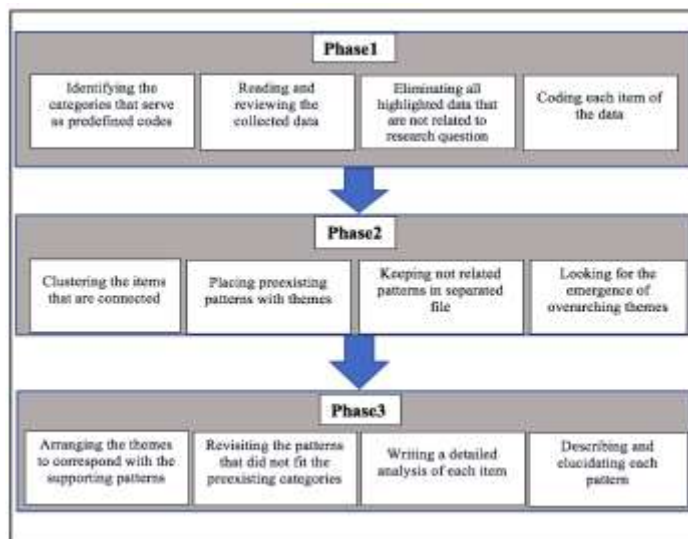 Phase1
Identifying the
categories that serve
as predefined codes
Reading and
reviewing the
collected data
Eliminating all
highlighted data that
are not related to
research question
Coding each item of
the data
Phase2
Clustering the items
that are connected
Placing preexisting
patterns with themes
Keeping not related
patterns in separated
file
Looking for the
emergence of
overarching themes
Phase3
Arranging the themes
to correspond with the
supporting patterns
Revisiting the patterns
that did not fit the
preexisting categories
Writing a detailed
analysis of each item
Describing and
elucidating each
pattern